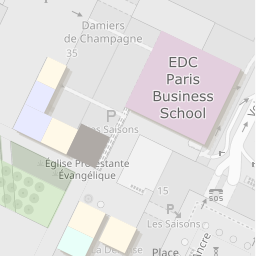 Damiers
de Champagne
35
EDC
Paris
Business
School
P
Les Saisons
Église Protestante
Évangélique
15
SOS
P
Les Saisons
Place